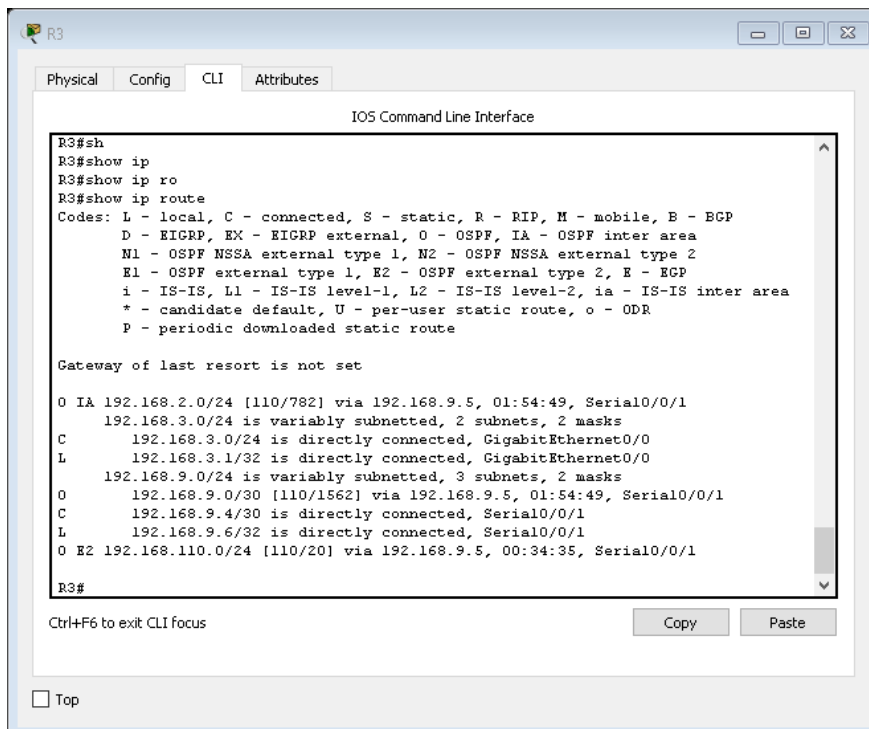 R3
Physical Config CLI Attributes
IOS Command Line Interface
R3#sh
R3#show ip
R3#show ip ro
R3#show ip route
Codes: L - local, C - connected, S - static, R - RIP, M - mobile, B - BGP
       D - EIGRP, EX - EIGRP external, O - OSPF, IA - OSPF inter area
       N1 - OSPF NSSA external type 1, N2 - OSPF NSSA external type 2
       E1 - OSPF external type 1, E2 - OSPF external type 2, E - EGP
       i - IS-IS, L1 - IS-IS level-1, L2 - IS-IS level-2, ia - IS-IS inter area
       * - candidate default, U - per-user static route, o - ODR
       P - periodic downloaded static route
Gateway of last resort is not set
O IA 192.168.2.0/24 [110/782] via 192.168.9.5, 01:54:49, Serial0/0/1
     192.168.3.0/24 is variably subnetted, 2 subnets, 2 masks
C       192.168.3.0/24 is directly connected, GigabitEthernet0/0
L       192.168.3.1/32 is directly connected, GigabitEthernet0/0
     192.168.9.0/24 is variably subnetted, 3 subnets, 2 masks
O       192.168.9.0/30 [110/1562] via 192.168.9.5, 01:54:49, Serial0/0/1
C       192.168.9.4/30 is directly connected, Serial0/0/1
L       192.168.9.6/32 is directly connected, Serial0/0/1
O E2 192.168.110.0/24 [110/20] via 192.168.9.5, 00:34:35, Serial0/0/1
R3#
Ctrl+F6 to exit CLI focus
Copy Paste
Top